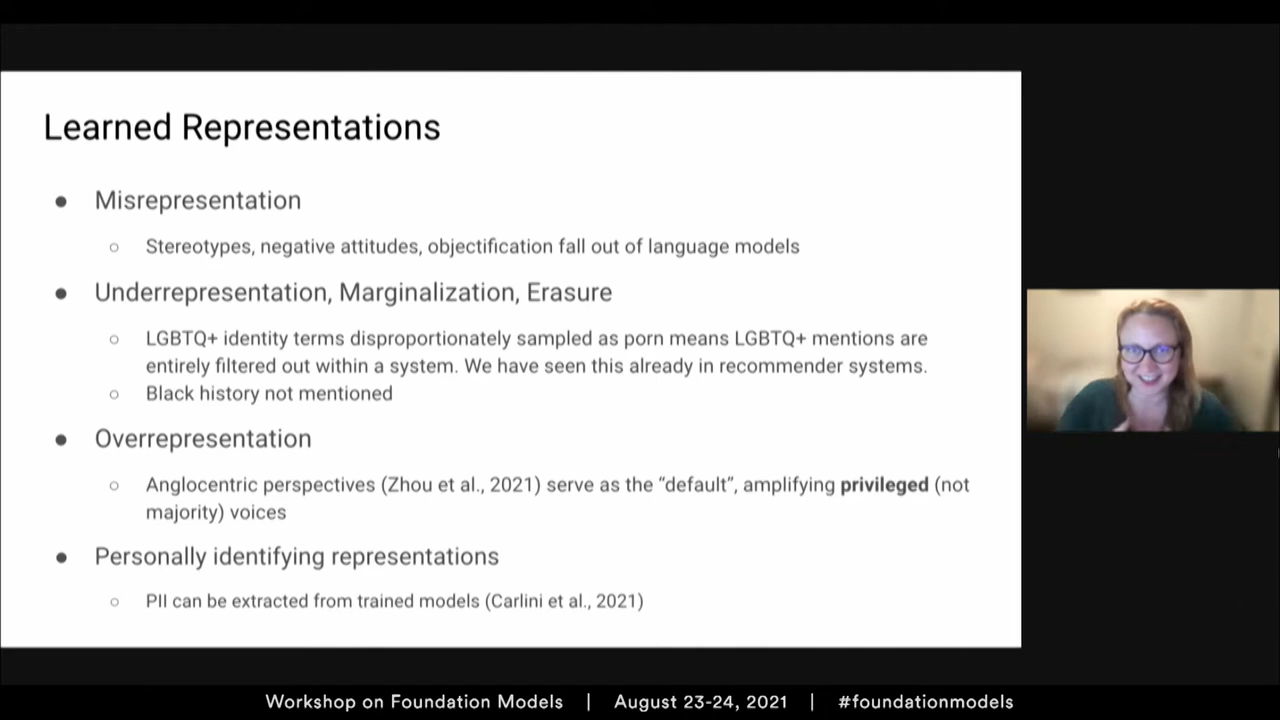 Learned Representations
● Misrepresentation
○ Stereotypes, negative attitudes, objectification fall out of language models
● Underrepresentation, Marginalization, Erasure
○ LGBTQ+ identity terms disproportionately sampled as porn means LGBTQ+ mentions are
entirely filtered out within a system. We have seen this already in recommender systems.
○ Black history not mentioned
● Overrepresentation
○ Anglocentric perspectives (Zhou et al., 2021) serve as the “default”, amplifying privileged (not
majority) voices
● Personally identifying representations
○ PII can be extracted from trained models (Carlini et al., 2021)
Workshop on Foundation Models | August 23-24, 2021 | #foundationmodels